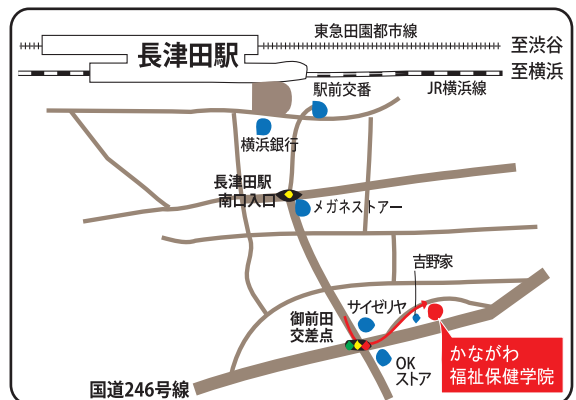 東急田園都市線
至渋谷
長津田駅
至横浜
JR横浜線
駅前交番
横浜銀行
長津田駅
南口入口
メガネストアー
吉野家
サイゼリヤ
御前田
交差点
かながわ
福祉保健学院
OK
ストア
国道246号線